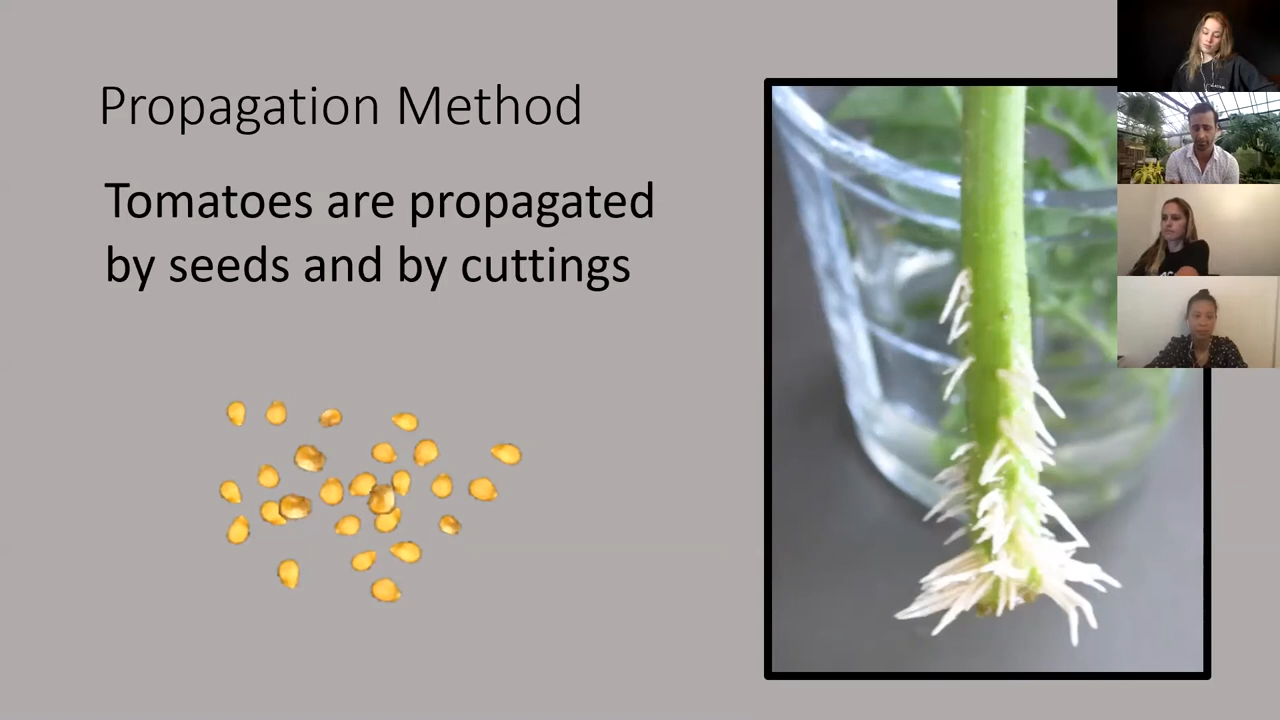 Propagation Method
Tomatoes are propagated
by seeds and by cuttings